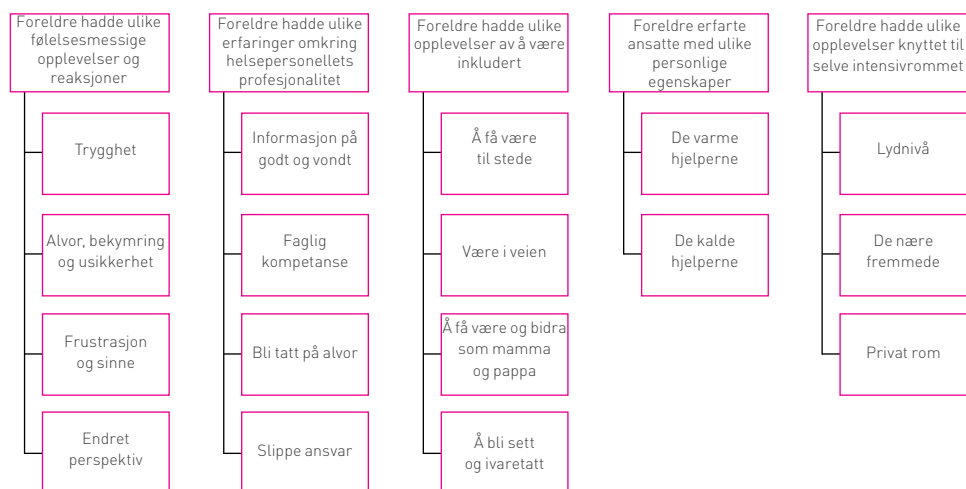 Foreldre hadde ulike
følelsesmessige
opplevelser og
reaksjoner
Trygghet
Alvor, bekymring
og usikkerhet
Frustrasjon
og sinne
Endret
perspektiv
Foreldre hadde ulike
erfaringer omkring
helsepersonellets
profesjonalitet
Informasjon på
godt og vondt
Faglig
kompetanse
Bli tatt på alvor
Slippe ansvar
Foreldre hadde ulike
opplevelser av å være
inkludert
Å få være
til stede
Være i veien
Å få være og bidra
som mamma
og pappa
Å bli sett
og ivaretatt
Foreldre erfarte
ansatte med ulike
personlige
egenskaper
De varme
hjelperne
De kalde
hjelperne
Foreldre hadde ulike
opplevelser knyttet til
selve intensivrommet
Lydnivå
De nære
fremmede
Privat rom